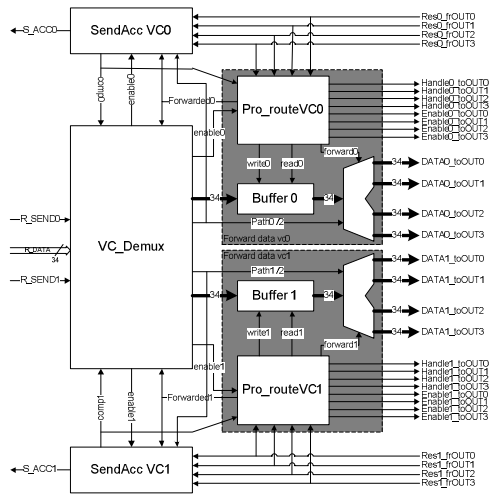 Res0_frOUT0
Res0_frOUT1
Res0_frOUT2
Res0_frOUT3
S_ACC0
SendAcc VC0
comp0
enable0
Forwarded0
enable0
Pro_routeVC0
Handle0_toOUT0
Handle0_toOUT1
Handle0_toOUT2
Handle0_toOUT3
Enable0_toOUT0
Enable0_toOUT1
Enable0_toOUT2
Enable0_toOUT3
forward0
write0
read0
34
DATA0_toOUT0
34
DATA0_toOUT1
34
Buffer 0
34
34
DATA0_toOUT2
Path0/2
34
DATA0_toOUT3
R_SEND0
VC_Demux
Forward data vc0
R_DATA
34
Forward data vc1
34
DATA1_toOUT0
R_SEND1
Path1/2
34
DATA1_toOUT1
34
Buffer 1
34
34
DATA1_toOUT2
write1
read1
34
DATA1_toOUT3
forward1
enable1
Pro_routeVC1
Handle1_toOUT0
Handle1_toOUT1
Handle1_toOUT2
Handle1_toOUT3
Enable1_toOUT0
Enable1_toOUT1
Enable1_toOUT2
Enable1_toOUT3
comp1
enable1
Forwarded1
Res1_frOUT0
Res1_frOUT1
Res1_frOUT2
Res1_frOUT3
S_ACC1
SendAcc VC1